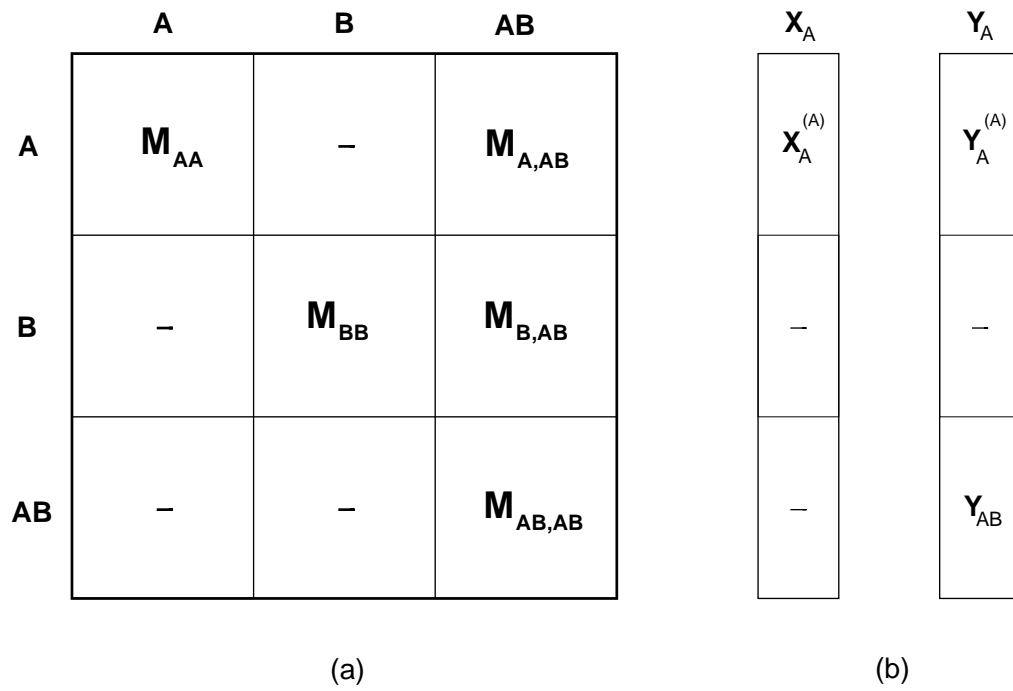 A B AB X_A Y_A
A M_AA – M_A,AB X_A^(A) Y_A^(A)
B – M_BB M_B,AB – –
AB – – M_AB,AB – Y_AB
(a) (b)